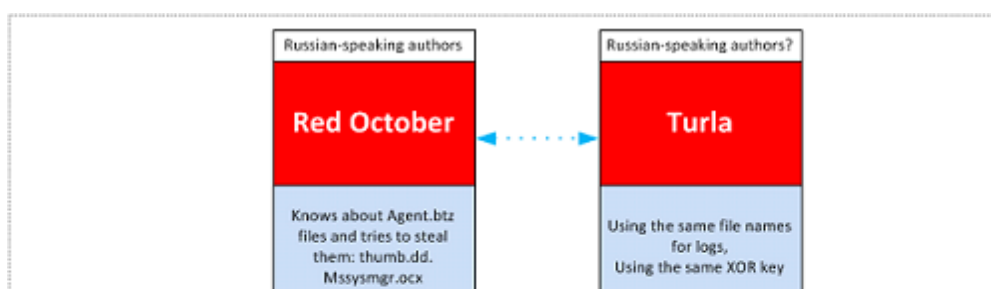 Russian-speaking authors
Red October
Knows about Agent.btz
files and tries to steal
them: thumb.dd.
Mssysmgr.ocx
Russian-speaking authors?
Turla
Using the same file names
for logs,
Using the same XOR key